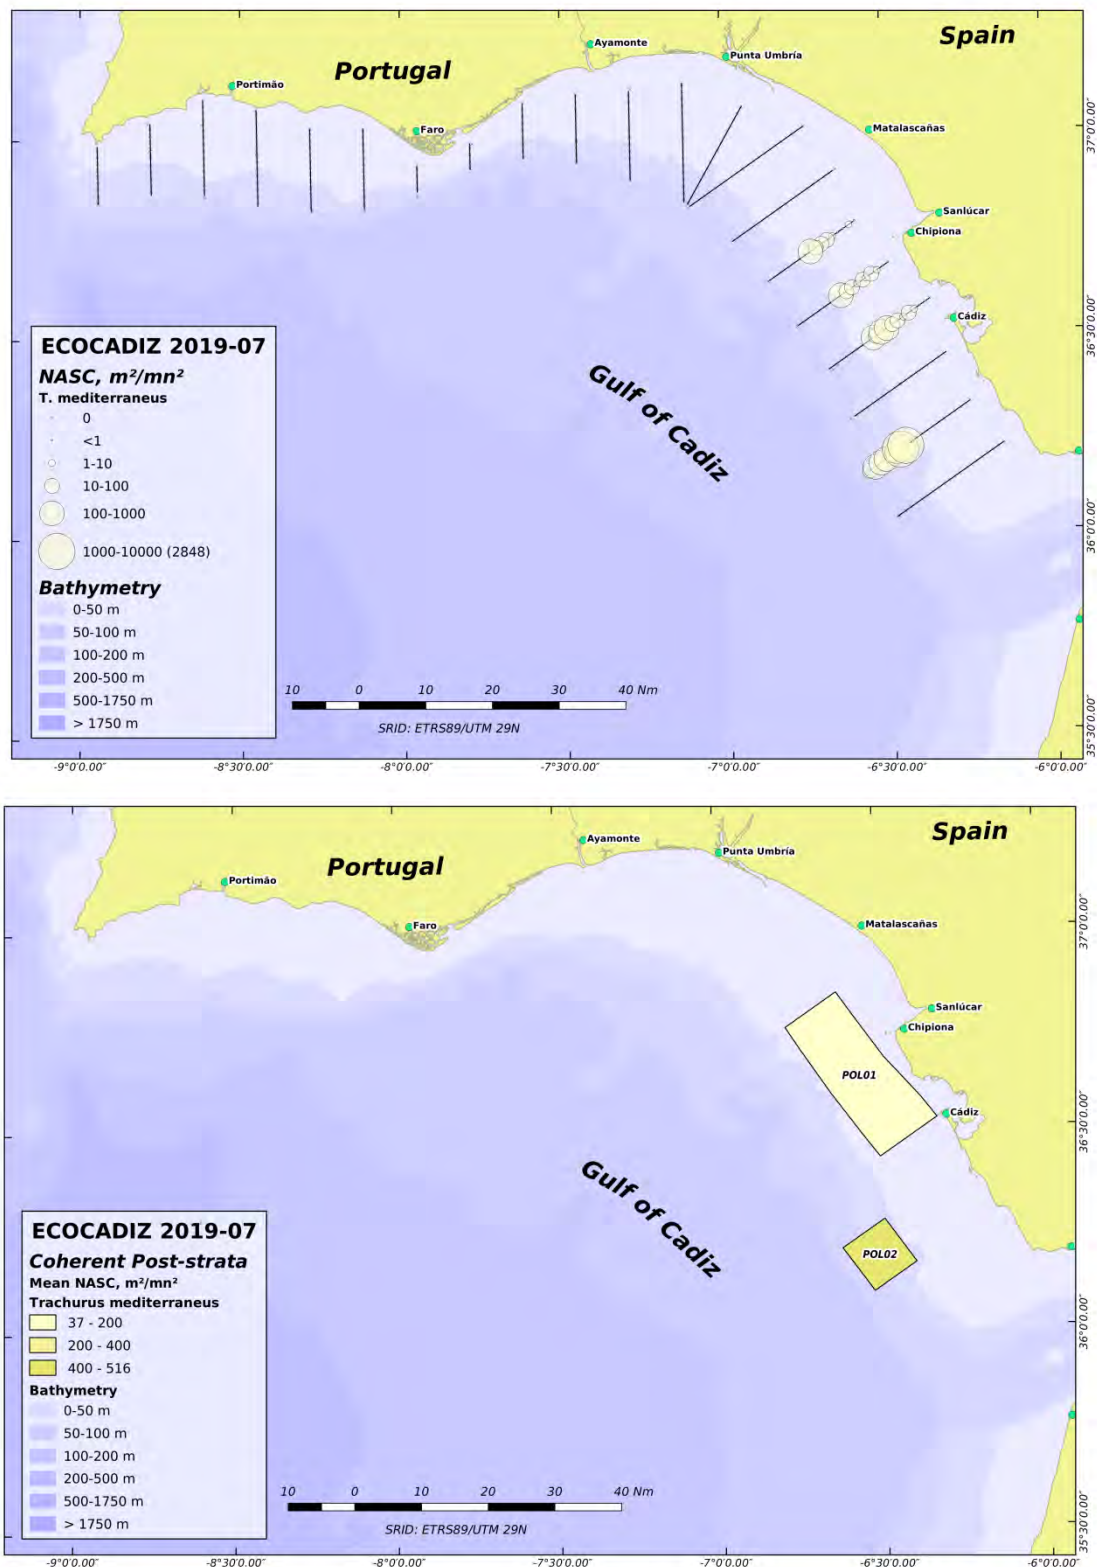 Spain
Ayamonte
Punta Umbría
Portugal
Portimão
Faro
Matalascañas
37°0'0.00"
Sanlúcar
Chipiona
Cádiz
36°30'0.00"
ECOCADIZ 2019-07
NASC, m²/mn²
T. mediterraneus
0
<1
1-10
10-100
100-1000
1000-10000 (2848)
Bathymetry
0-50 m
50-100 m
100-200 m
200-500 m
500-1750 m
> 1750 m
Gulf of Cadiz
36°0'0.00"
10 0 10 20 30 40 Nm
SRID: ETRS89/UTM 29N
35°30'0.00"
-9°0'0.00" -8°30'0.00" -8°0'0.00" -7°30'0.00" -7°0'0.00" -6°30'0.00" -6°0'0.00"
Spain
Ayamonte
Punta Umbría
Portugal
Portimão
Faro
Matalascañas
37°0'0.00"
Sanlúcar
Chipiona
POL01
Cádiz
36°30'0.00"
Gulf of Cadiz
POL02
ECOCADIZ 2019-07
Coherent Post-strata
Mean NASC, m²/mn²
Trachurus mediterraneus
37 - 200
200 - 400
400 - 516
Bathymetry
0-50 m
50-100 m
100-200 m
200-500 m
500-1750 m
> 1750 m
36°0'0.00"
10 0 10 20 30 40 Nm
SRID: ETRS89/UTM 29N
35°30'0.00"
-9°0'0.00" -8°30'0.00" -8°0'0.00" -7°30'0.00" -7°0'0.00" -6°30'0.00" -6°0'0.00"